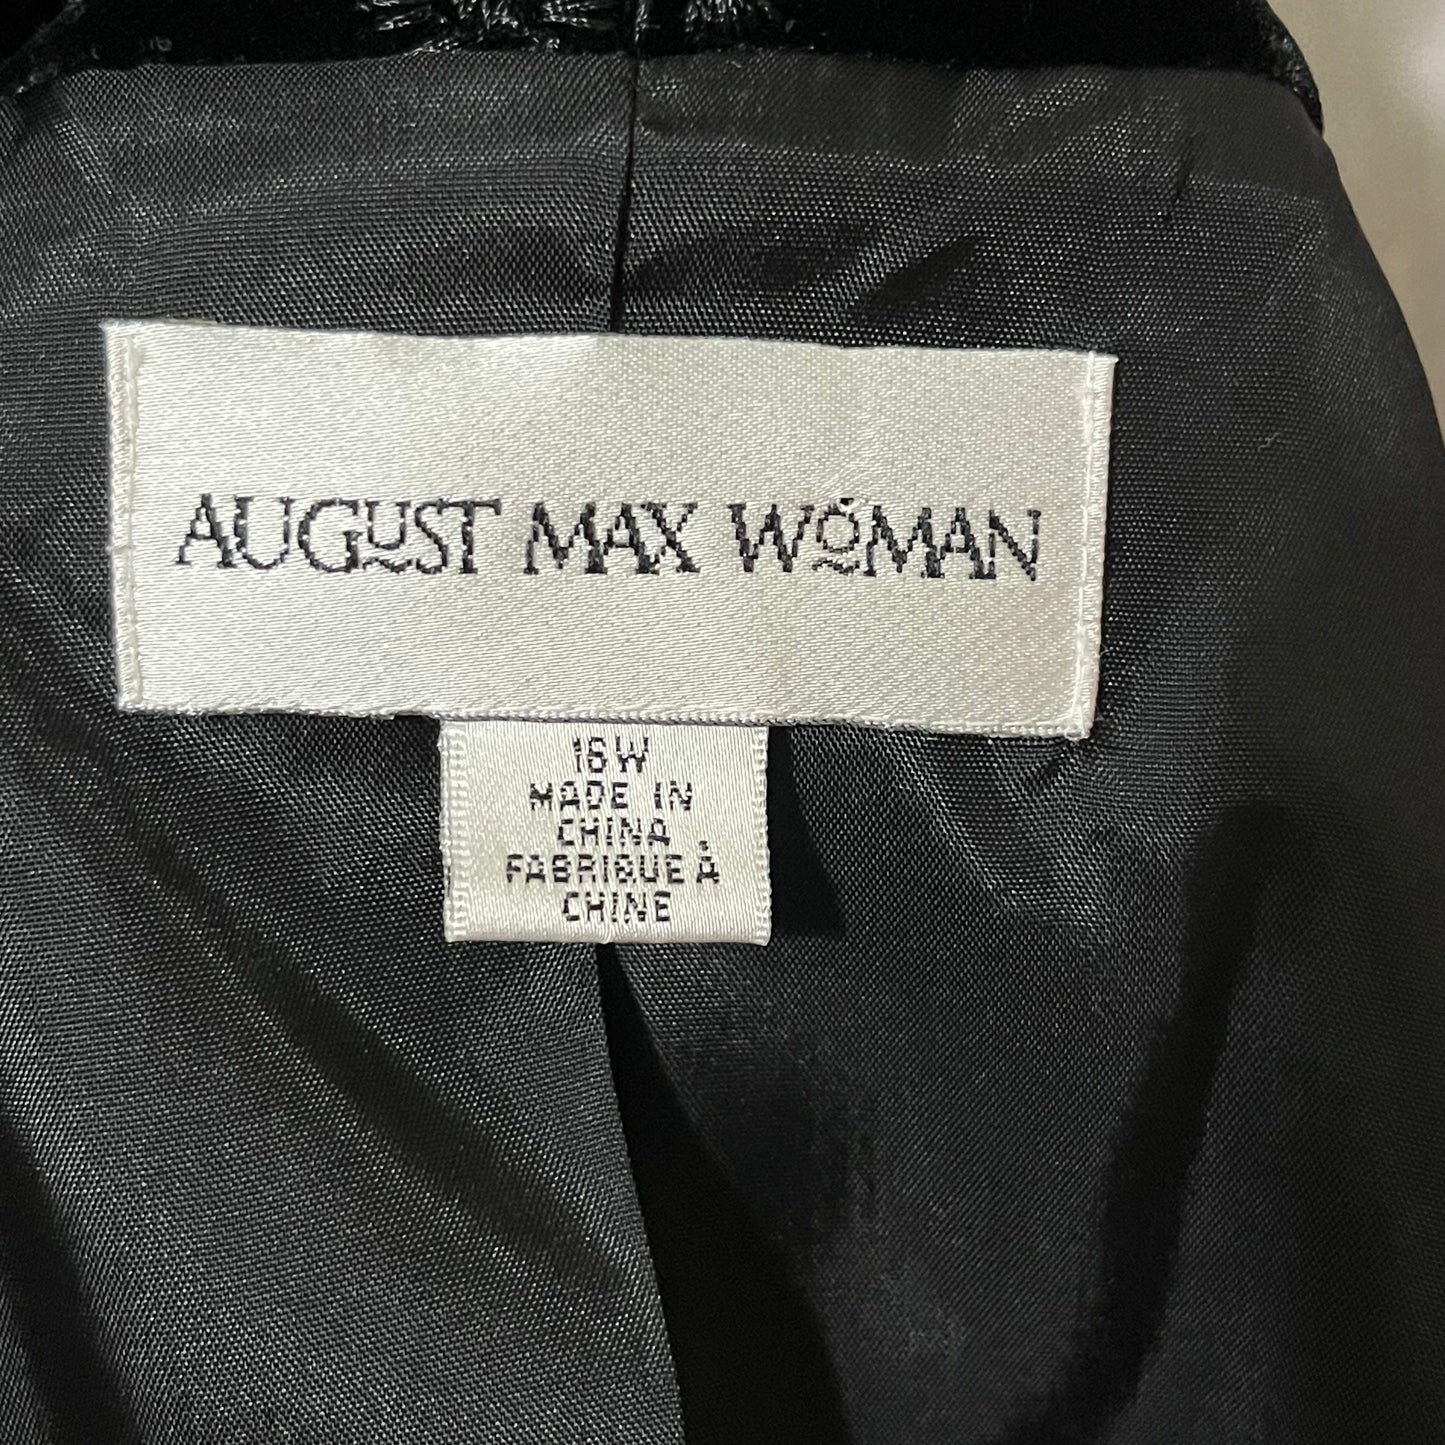 AUGUST MAX WOMAN
16W
MADE IN
CHINA
FABRIQUE À
CHINE